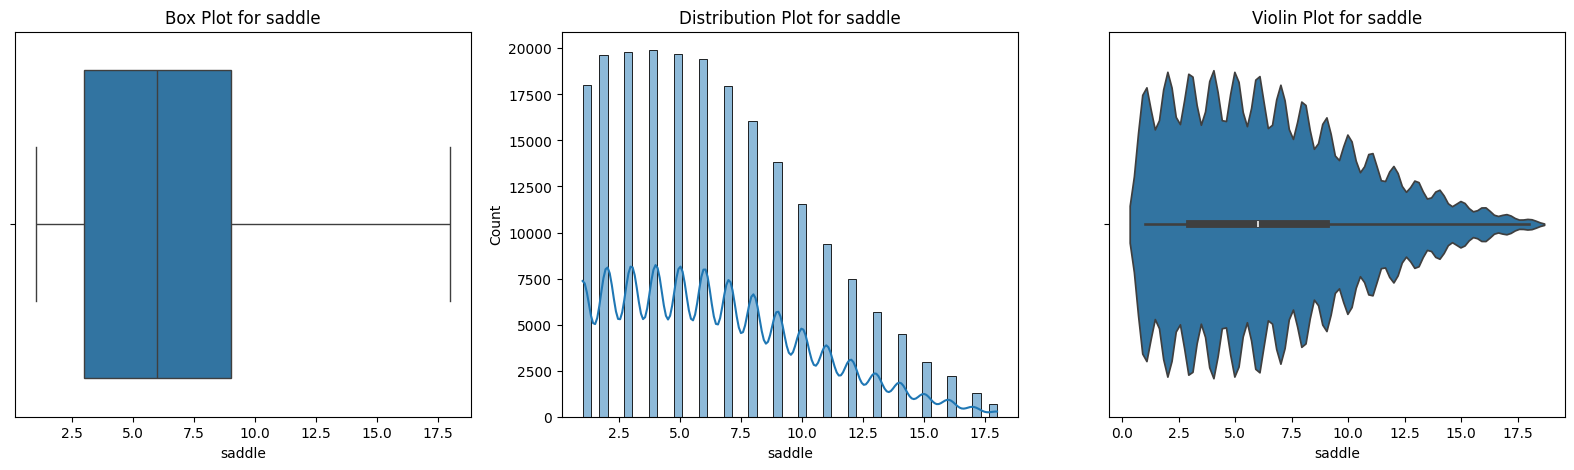 Box Plot for saddle
2.5 5.0 7.5 10.0 12.5 15.0 17.5
saddle
Distribution Plot for saddle
Count
20000
17500
15000
12500
10000
7500
5000
2500
0
2.5 5.0 7.5 10.0 12.5 15.0 17.5
saddle
Violin Plot for saddle
0.0 2.5 5.0 7.5 10.0 12.5 15.0 17.5
saddle